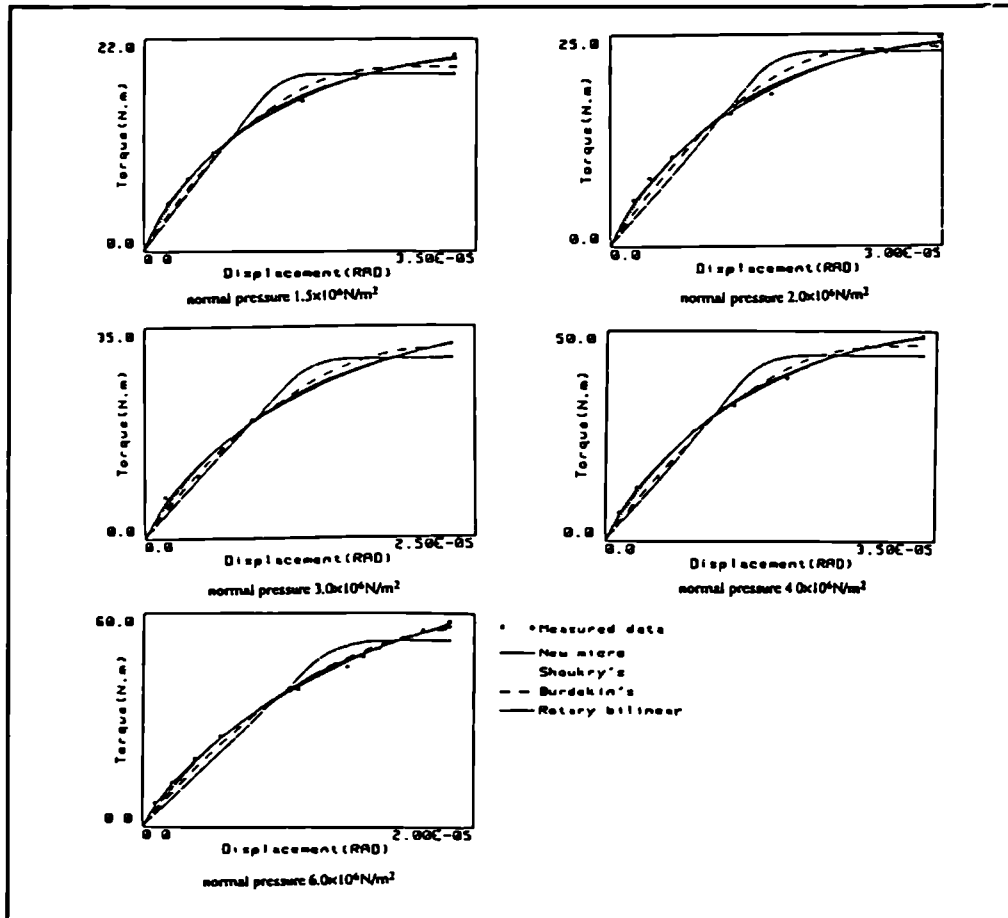 22.0
Torque(N.m)
0.0
0.0
3.50E-05
Displacement(RAD)
normal pressure 1.5x10⁶N/m²
25.0
Torque(N.m)
0.0
0.0
3.00E-05
Displacement(RAD)
normal pressure 2.0x10⁶N/m²
35.0
Torque(N.m)
0.0
0.0
2.50E-05
Displacement(RAD)
normal pressure 3.0x10⁶N/m²
50.0
Torque(N.m)
0.0
0.0
3.50E-05
Displacement(RAD)
normal pressure 4.0x10⁶N/m²
60.0
Torque(N.m)
0.0
0.0
2.00E-05
Displacement(RAD)
normal pressure 6.0x10⁶N/m²
Measured data
New micro
Shoukry's
Burdekin's
Rotary bilinear